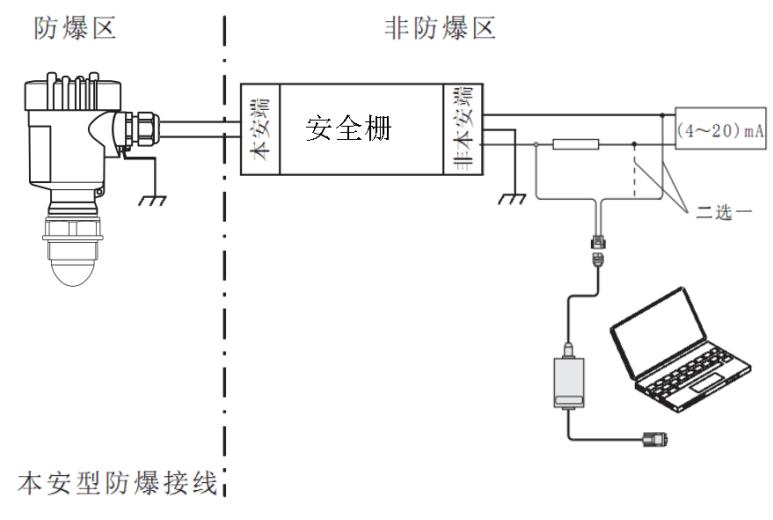 防爆区
非防爆区
本安端
安全栅
非本安端
(4～20)mA
二选一
本安型防爆接线